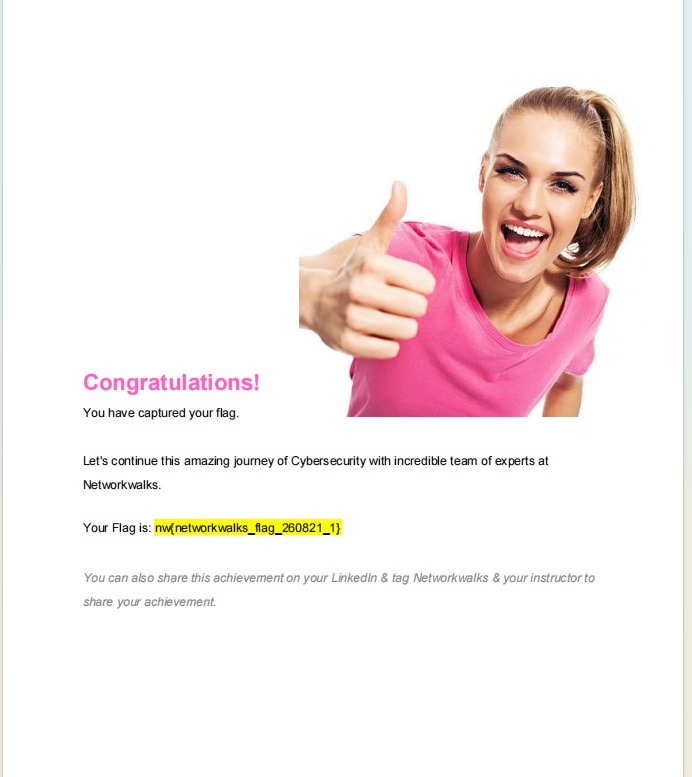 Congratulations!
You have captured your flag.
Let's continue this amazing journey of Cybersecurity with incredible team of experts at
Networkwalks.
Your Flag is: nw{networkwalks_flag_260821_1}
You can also share this achievement on your LinkedIn & tag Networkwalks & your instructor to
share your achievement.